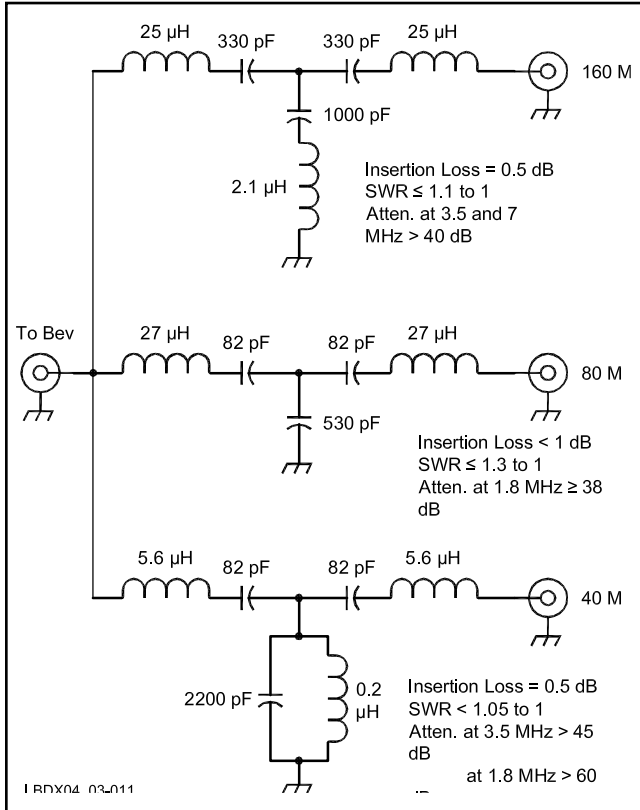 25 µH
330 pF
330 pF
25 µH
160 M
1000 pF
2.1 µH
Insertion Loss = 0.5 dB
SWR ≤ 1.1 to 1
Atten. at 3.5 and 7
MHz > 40 dB
To Bev
27 µH
82 pF
82 pF
27 µH
80 M
530 pF
Insertion Loss < 1 dB
SWR ≤ 1.3 to 1
Atten. at 1.8 MHz ≥ 38
dB
5.6 µH
82 pF
82 pF
5.6 µH
40 M
2200 pF
0.2
µH
Insertion Loss = 0.5 dB
SWR < 1.05 to 1
Atten. at 3.5 MHz > 45
dB
at 1.8 MHz > 60
dB
LBDX04_03-011